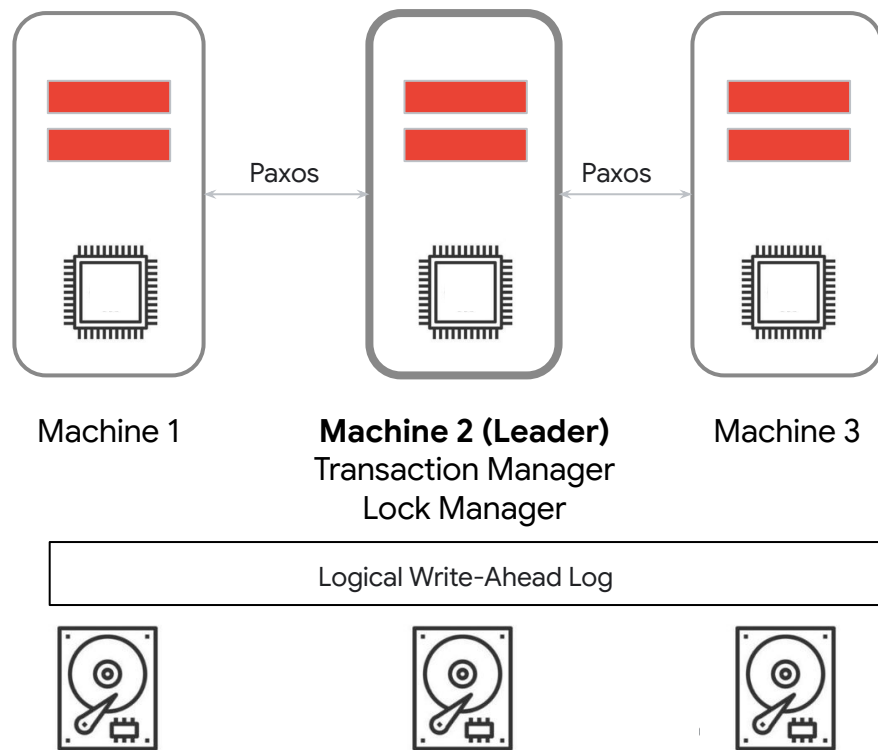 Paxos
Paxos
Machine 1
Machine 2 (Leader)
Transaction Manager
Lock Manager
Machine 3
Logical Write-Ahead Log